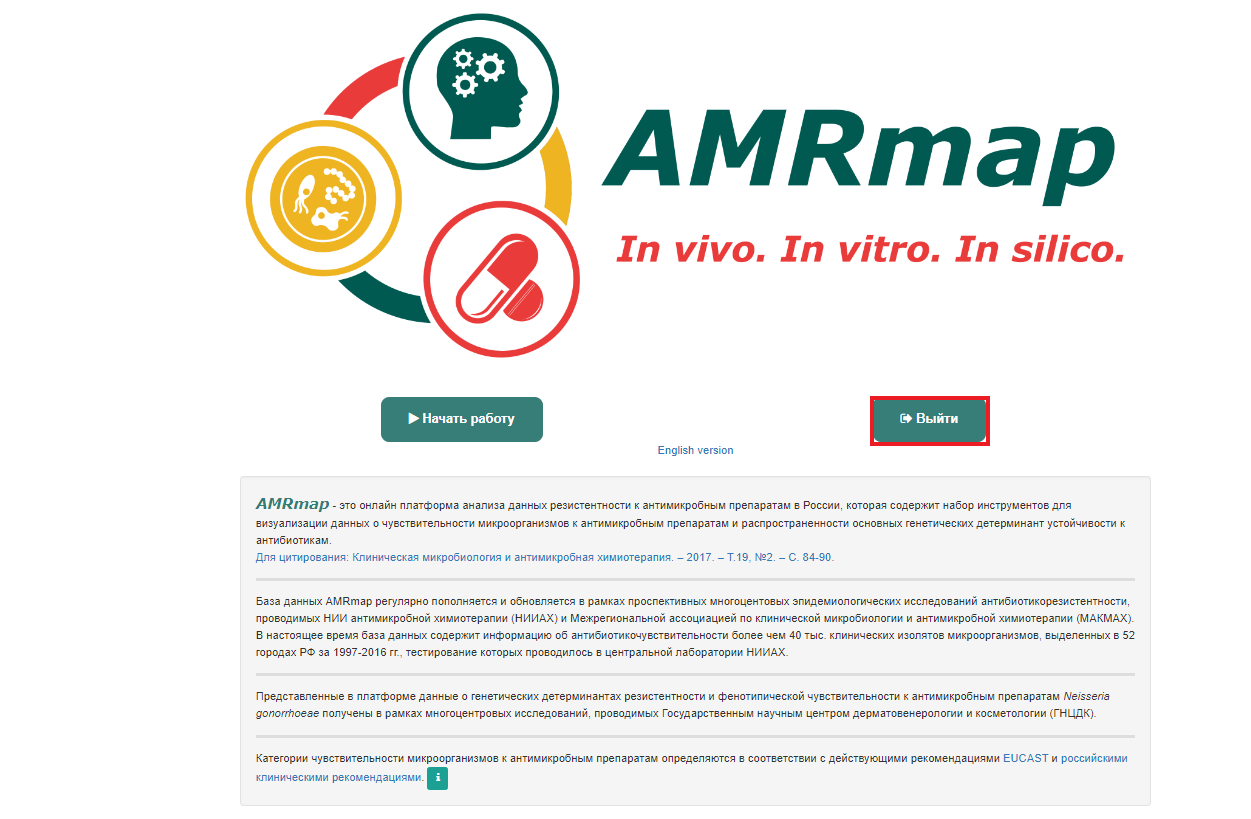 AMRmap
In vivo. In vitro. In silico.
Начать работу
Выйти
English version
AMRmap - это онлайн платформа анализа данных резистентности к антимикробным препаратам в России, которая содержит набор инструментов для
визуализации данных о чувствительности микроорганизмов к антимикробным препаратам и распространенности основных генетических детерминант устойчивости к
антибиотикам.
Для цитирования: Клиническая микробиология и антимикробная химиотерапия. – 2017. – Т.19, №2. – С. 84-90.
База данных AMRmap регулярно пополняется и обновляется в рамках проспективных многоцентовых эпидемиологических исследований антибиотикорезистентности,
проводимых НИИ антимикробной химиотерапии (НИИАХ) и Межрегиональной ассоциацией по клинической микробиологии и антимикробной химиотерапии (МАКМАХ).
В настоящее время база данных содержит информацию об антибиотикочувствительности более чем 40 тыс. клинических изолятов микроорганизмов, выделенных в 52
городах РФ за 1997-2016 гг., тестирование которых проводилось в центральной лаборатории НИИАХ.
Представленные в платформе данные о генетических детерминантах резистентности и фенотипической чувствительности к антимикробным препаратам Neisseria
gonorrhoeae получены в рамках многоцентровых исследований, проводимых Государственным научным центром дерматовенерологии и косметологии (ГНЦДК).
Категории чувствительности микроорганизмов к антимикробным препаратам определяются в соответствии с действующими рекомендациями EUCAST и российскими
клиническими рекомендациями. i